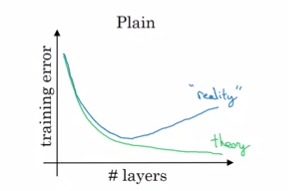 Plain
training error
"reality"
theory
# layers